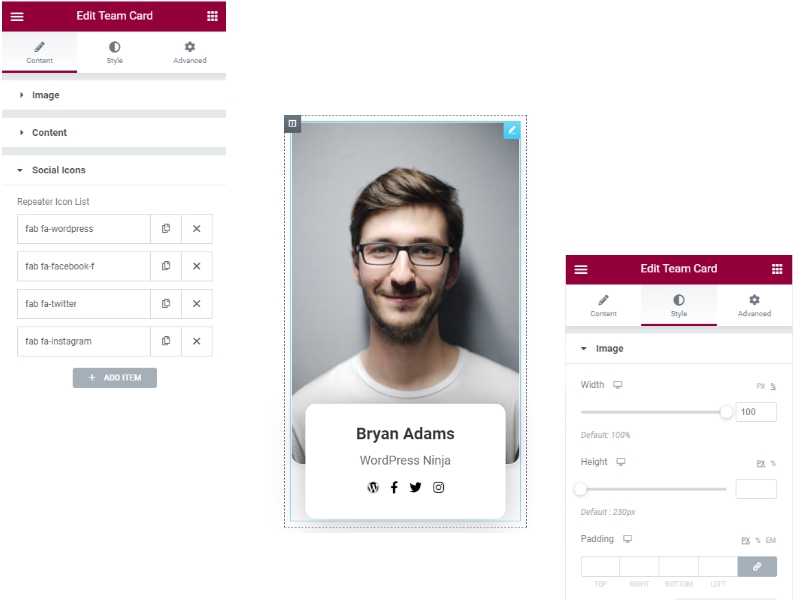 Edit Team Card
Content
Style
Advanced
Image
Content
Social Icons
Repeater Icon List
fab fa-wordpress
fab fa-facebook-f
fab fa-twitter
fab fa-instagram
+ ADD ITEM
Bryan Adams
WordPress Ninja
Edit Team Card
Content
Style
Advanced
Image
Width PX %
100
Default: 100%
Height PX %
Default : 230px
Padding PX % EM
TOP RIGHT BOTTOM LEFT